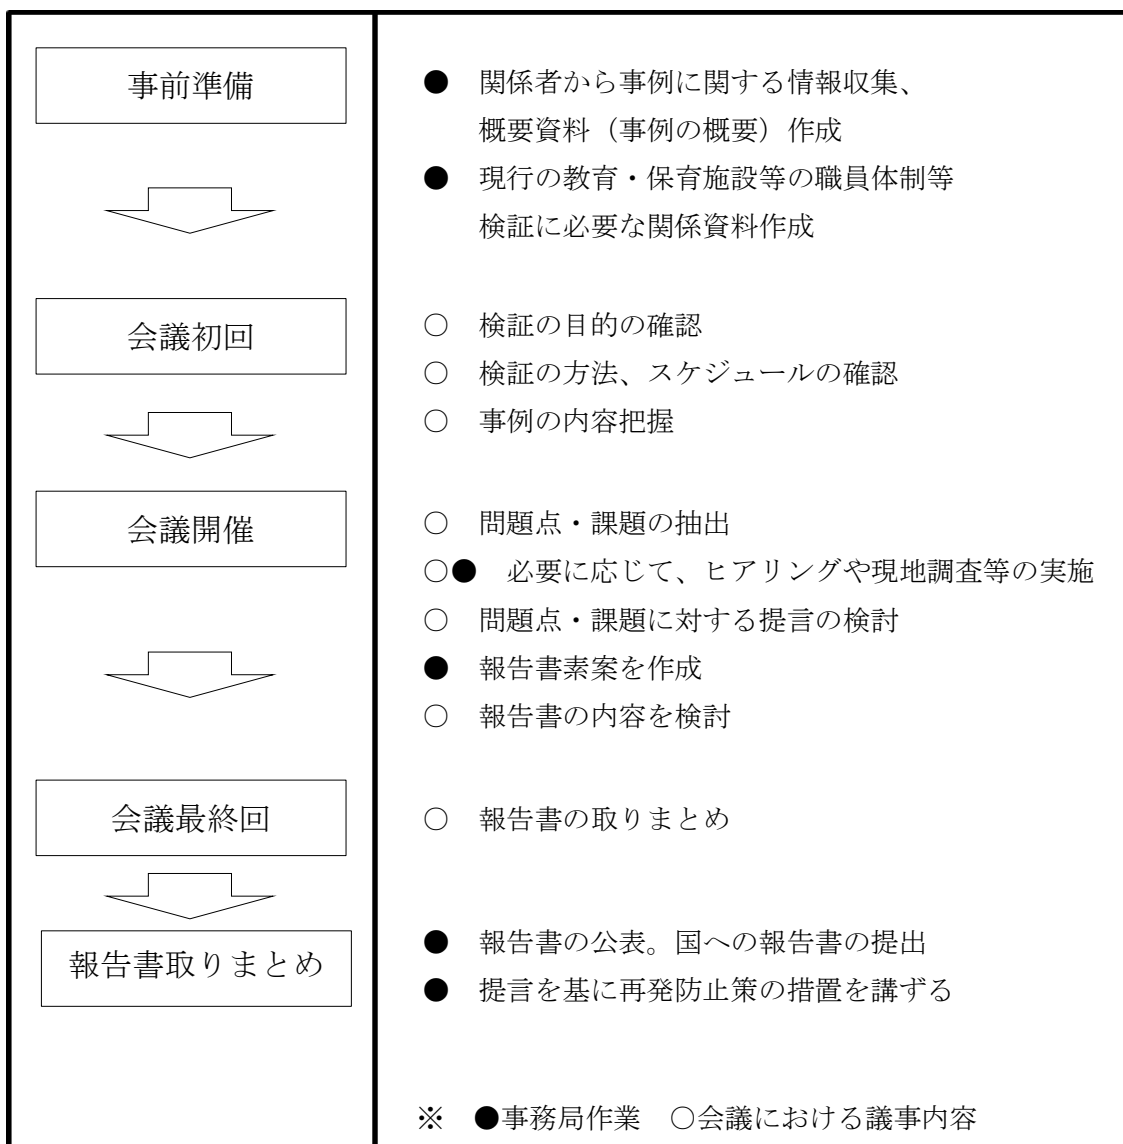 事前準備
● 関係者から事例に関する情報収集、
概要資料（事例の概要）作成
● 現行の教育・保育施設等の職員体制等
検証に必要な関係資料作成
会議初回
○ 検証の目的の確認
○ 検証の方法、スケジュールの確認
○ 事例の内容把握
会議開催
○ 問題点・課題の抽出
○● 必要に応じて、ヒアリングや現地調査等の実施
○ 問題点・課題に対する提言の検討
● 報告書素案を作成
○ 報告書の内容を検討
会議最終回
○ 報告書の取りまとめ
報告書取りまとめ
● 報告書の公表。国への報告書の提出
● 提言を基に再発防止策の措置を講ずる
※ ●事務局作業 ○会議における議事内容